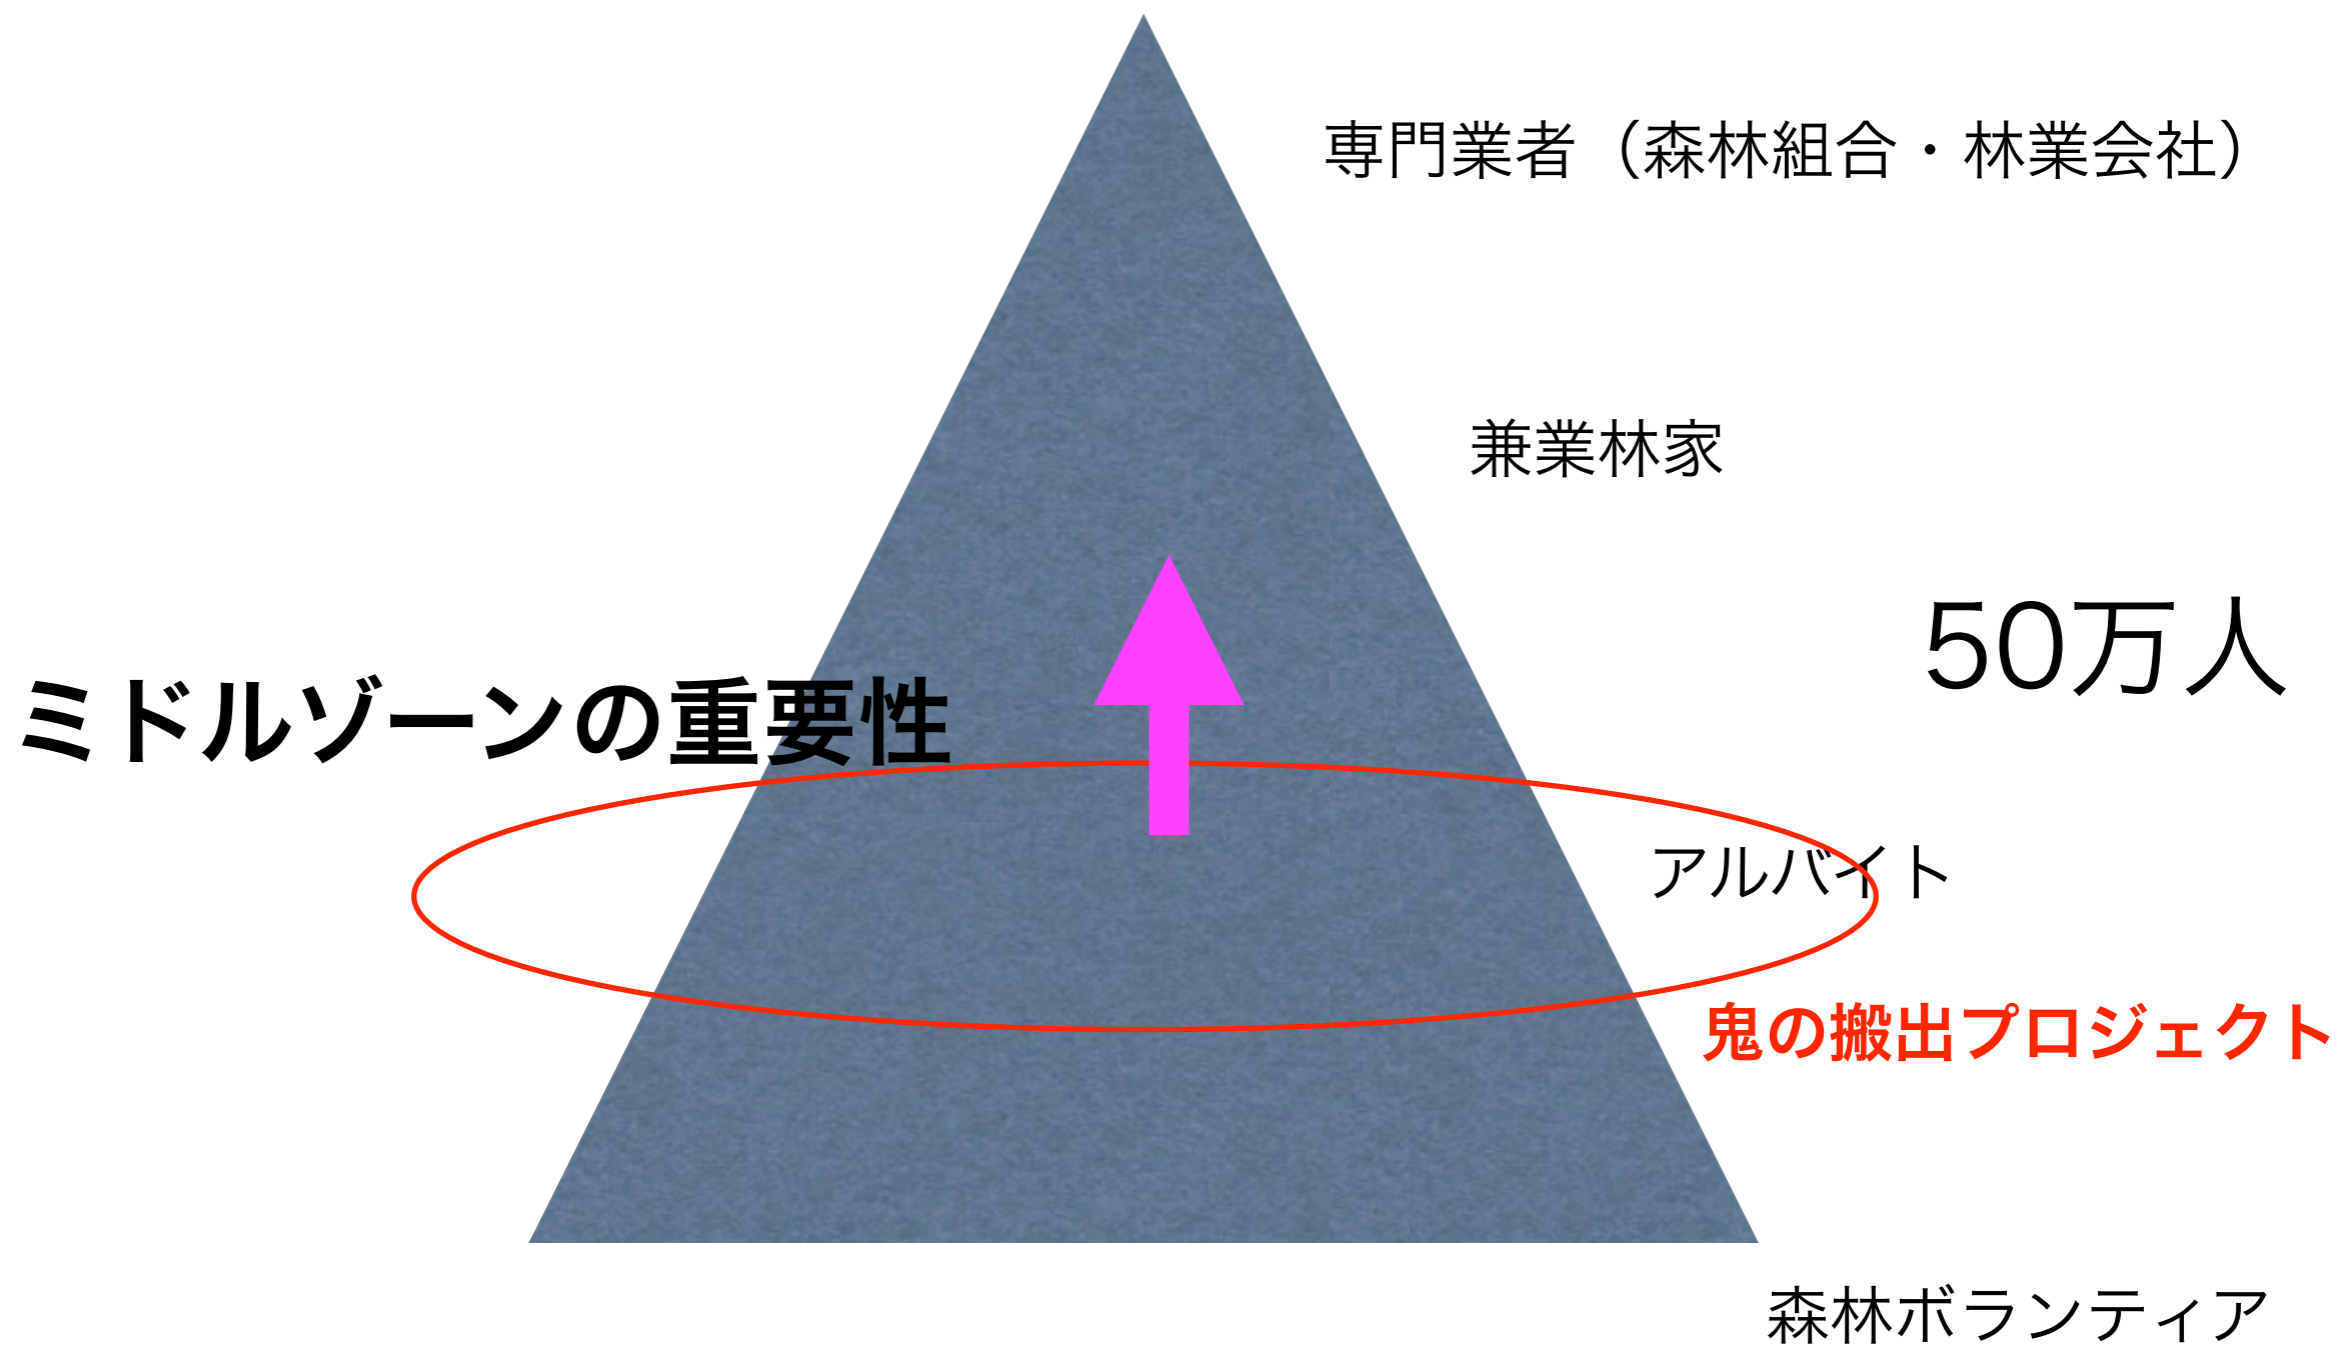 専門業者（森林組合・林業会社）
兼業林家
50万人
ミドルゾーンの重要性
アルバイト
鬼の搬出プロジェクト
森林ボランティア